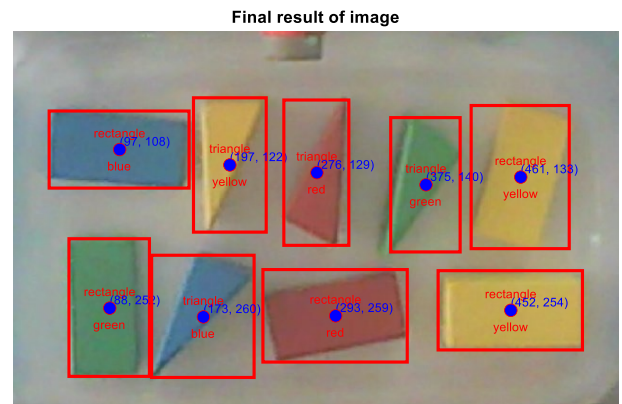 Final result of image
rectangle
(97, 108)
blue
triangle
(197, 122)
yellow
triangle
(276, 129)
red
triangle
(375, 140)
green
rectangle
(461, 133)
yellow
rectangle
(88, 252)
green
triangle
(173, 260)
blue
rectangle
(293, 259)
red
rectangle
(452, 254)
yellow